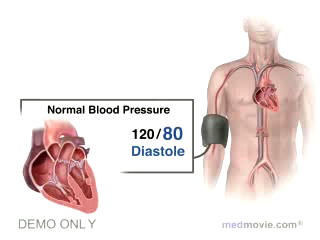 Normal Blood Pressure
120/80
Diastole
DEMO ONLY
medmovie.com®